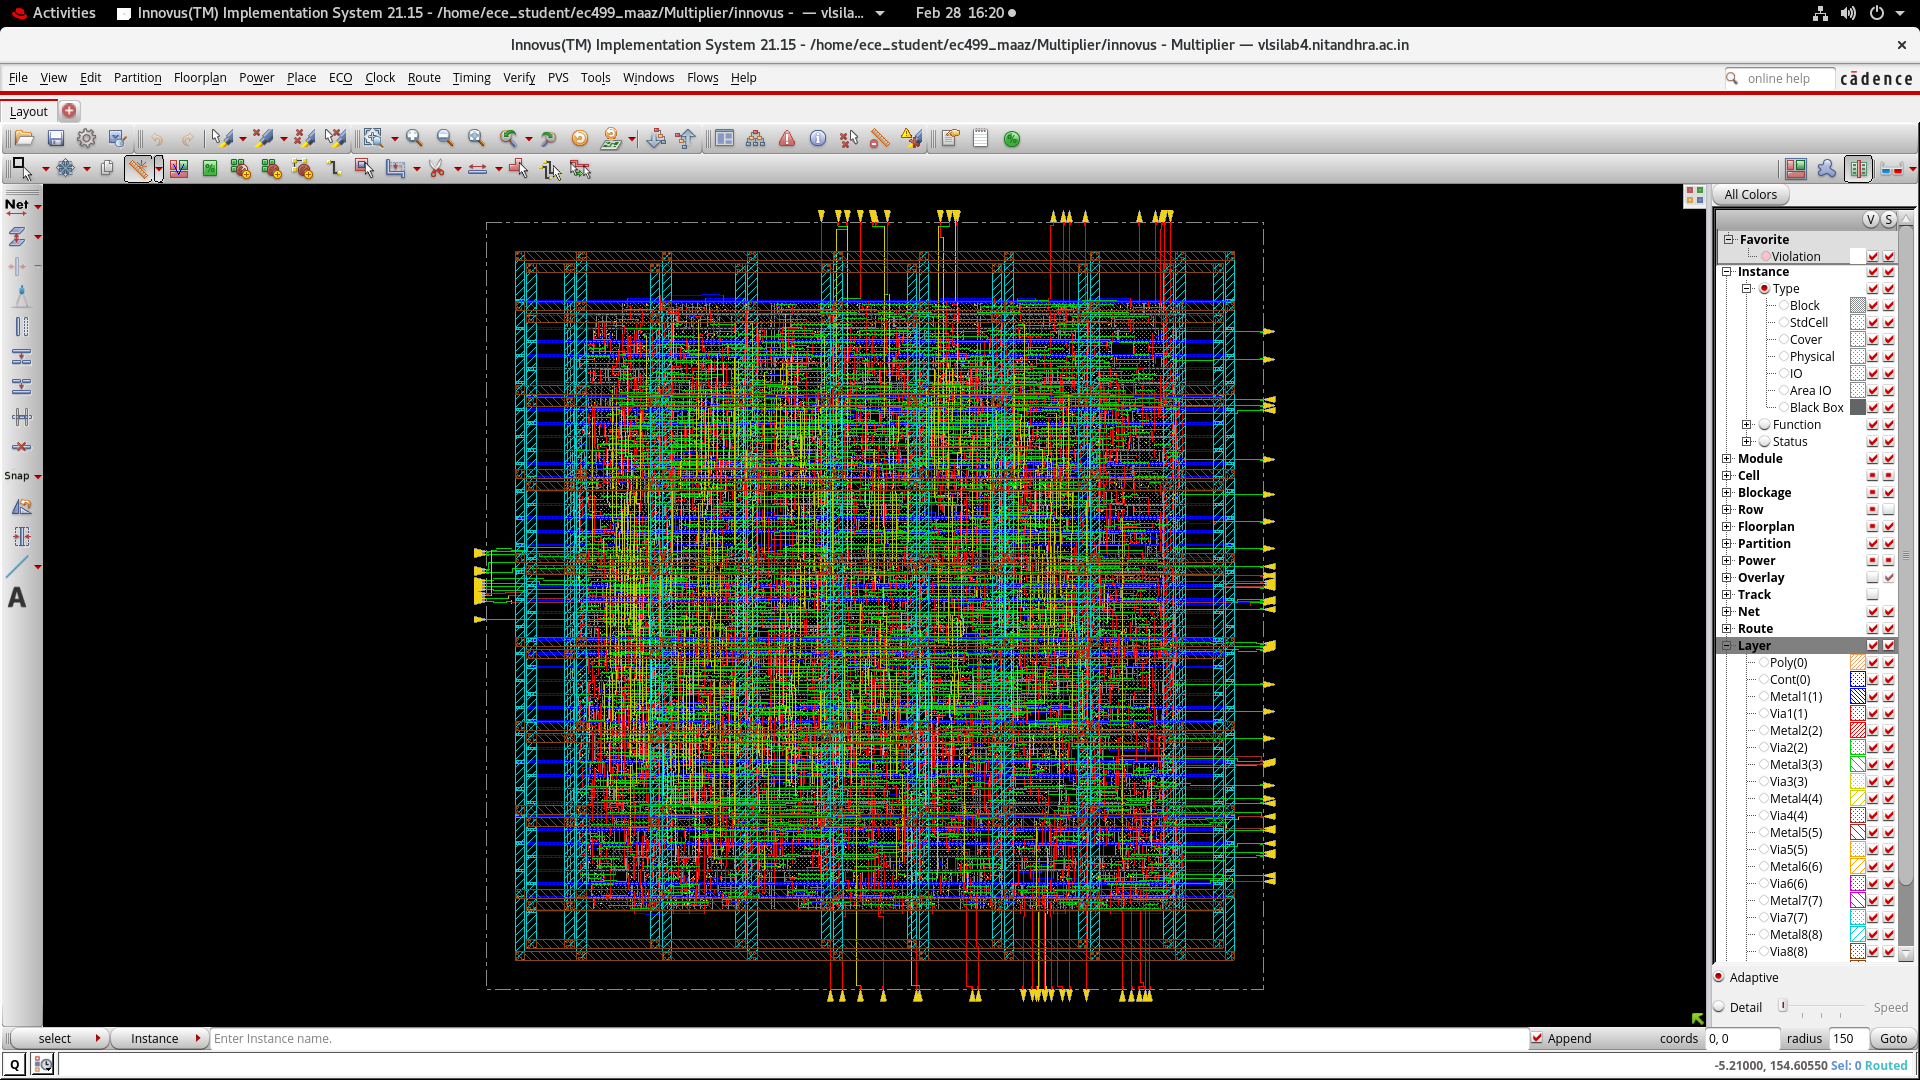 Activities Innovus(TM) Implementation System 21.15 - /home/ece_student/ec499_maaz/Multiplier/innovus - — vlsila... Feb 28 16:20
Innovus(TM) Implementation System 21.15 - /home/ece_student/ec499_maaz/Multiplier/innovus - Multiplier — vlsilab4.nitandhra.ac.in
File View Edit Partition Floorplan Power Place ECO Clock Route Timing Verify PVS Tools Windows Flows Help online help cādence
Layout
All Colors
Net
V S
Favorite
Violation
Instance
Type
Block
StdCell
Cover
Physical
IO
Area IO
Black Box
Function
Status
Module
Snap
Cell
Blockage
Row
Floorplan
Partition
Power
Overlay
Track
A
Net
Route
Layer
Poly(0)
Cont(0)
Metal1(1)
Via1(1)
Metal2(2)
Via2(2)
Metal3(3)
Via3(3)
Metal4(4)
Via4(4)
Metal5(5)
Via5(5)
Metal6(6)
Via6(6)
Metal7(7)
Via7(7)
Metal8(8)
Via8(8)
Adaptive
Detail Speed
select Instance Enter Instance name. Append coords 0, 0 radius 150 Goto
Q -5.21000, 154.60550 Sel: 0 Routed